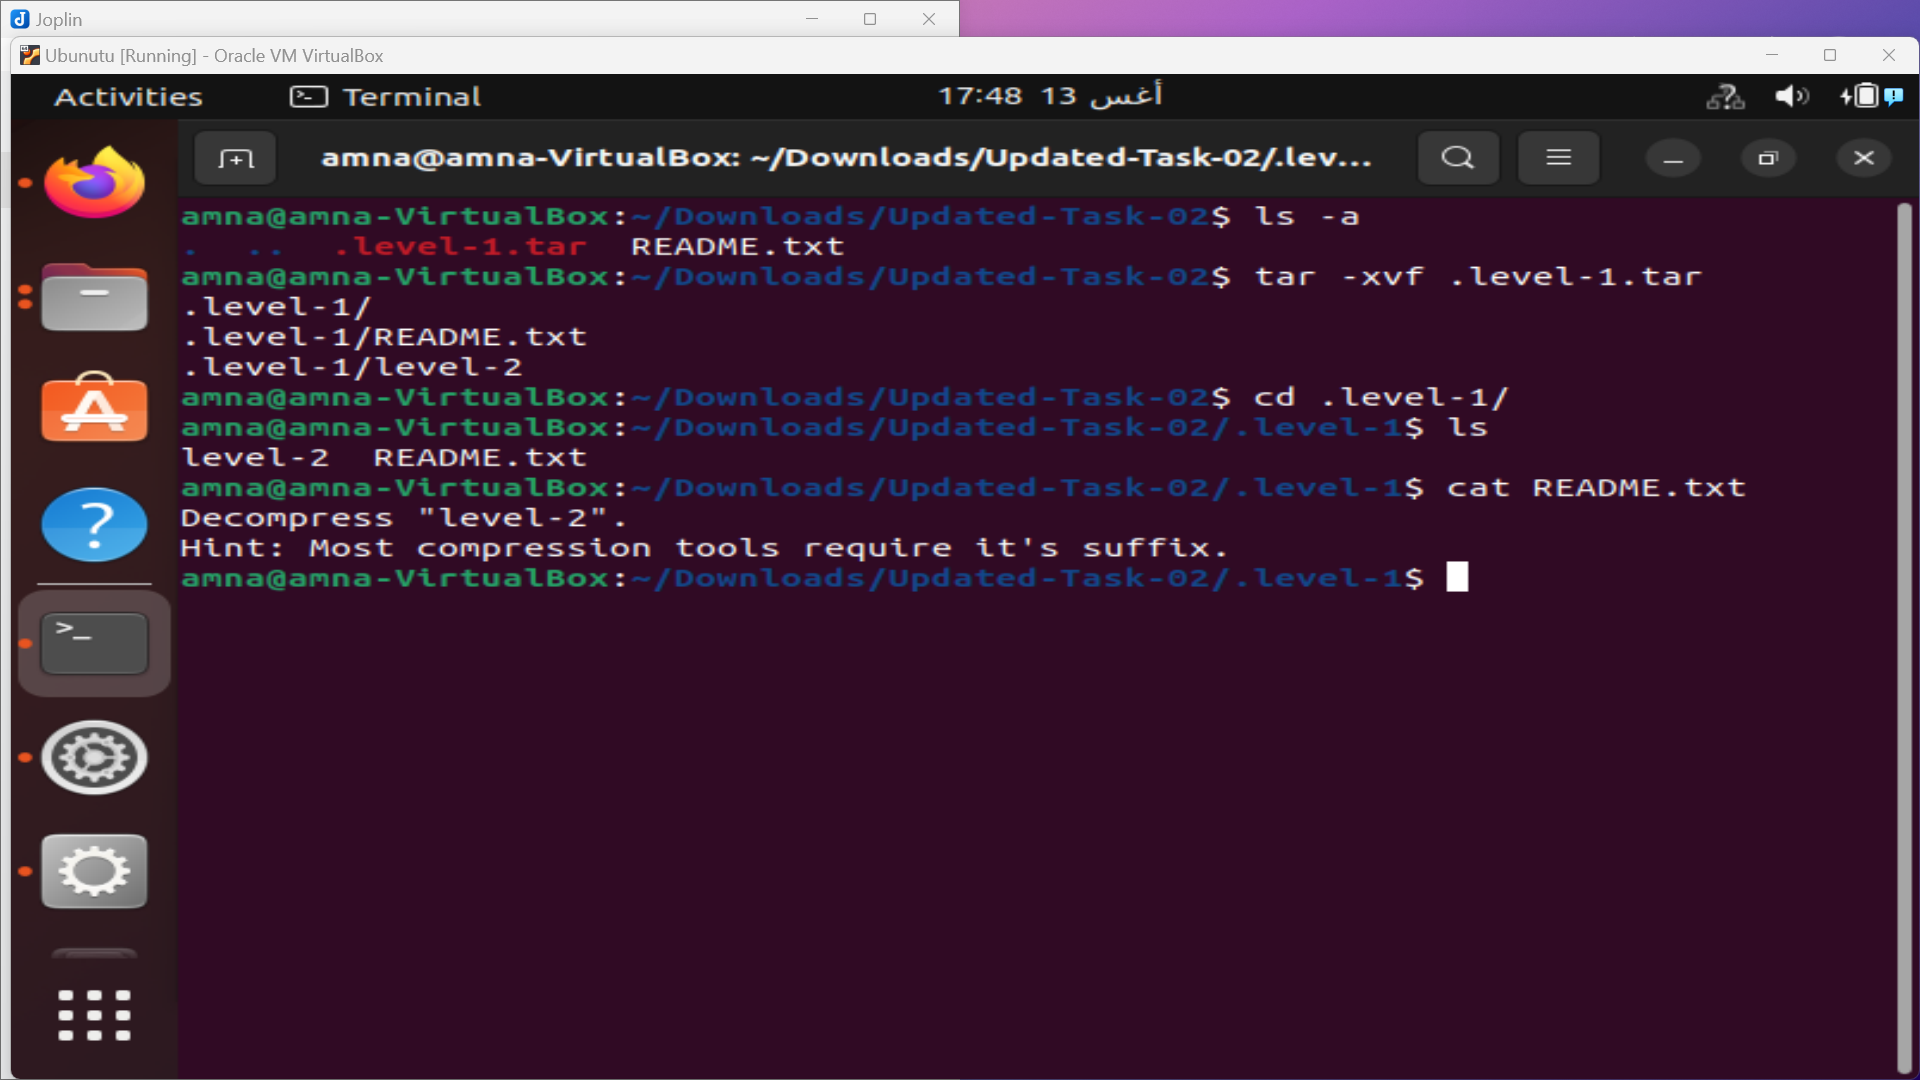 Joplin
Ubunutu [Running] - Oracle VM VirtualBox
Activities Terminal 17:48 13 أغس
amna@amna-VirtualBox: ~/Downloads/Updated-Task-02/.lev...
amna@amna-VirtualBox:~/Downloads/Updated-Task-02$ ls -a
.  ..  .level-1.tar  README.txt
amna@amna-VirtualBox:~/Downloads/Updated-Task-02$ tar -xvf .level-1.tar
.level-1/
.level-1/README.txt
.level-1/level-2
amna@amna-VirtualBox:~/Downloads/Updated-Task-02$ cd .level-1/
amna@amna-VirtualBox:~/Downloads/Updated-Task-02/.level-1$ ls
level-2  README.txt
amna@amna-VirtualBox:~/Downloads/Updated-Task-02/.level-1$ cat README.txt
Decompress "level-2".
Hint: Most compression tools require it's suffix.
amna@amna-VirtualBox:~/Downloads/Updated-Task-02/.level-1$